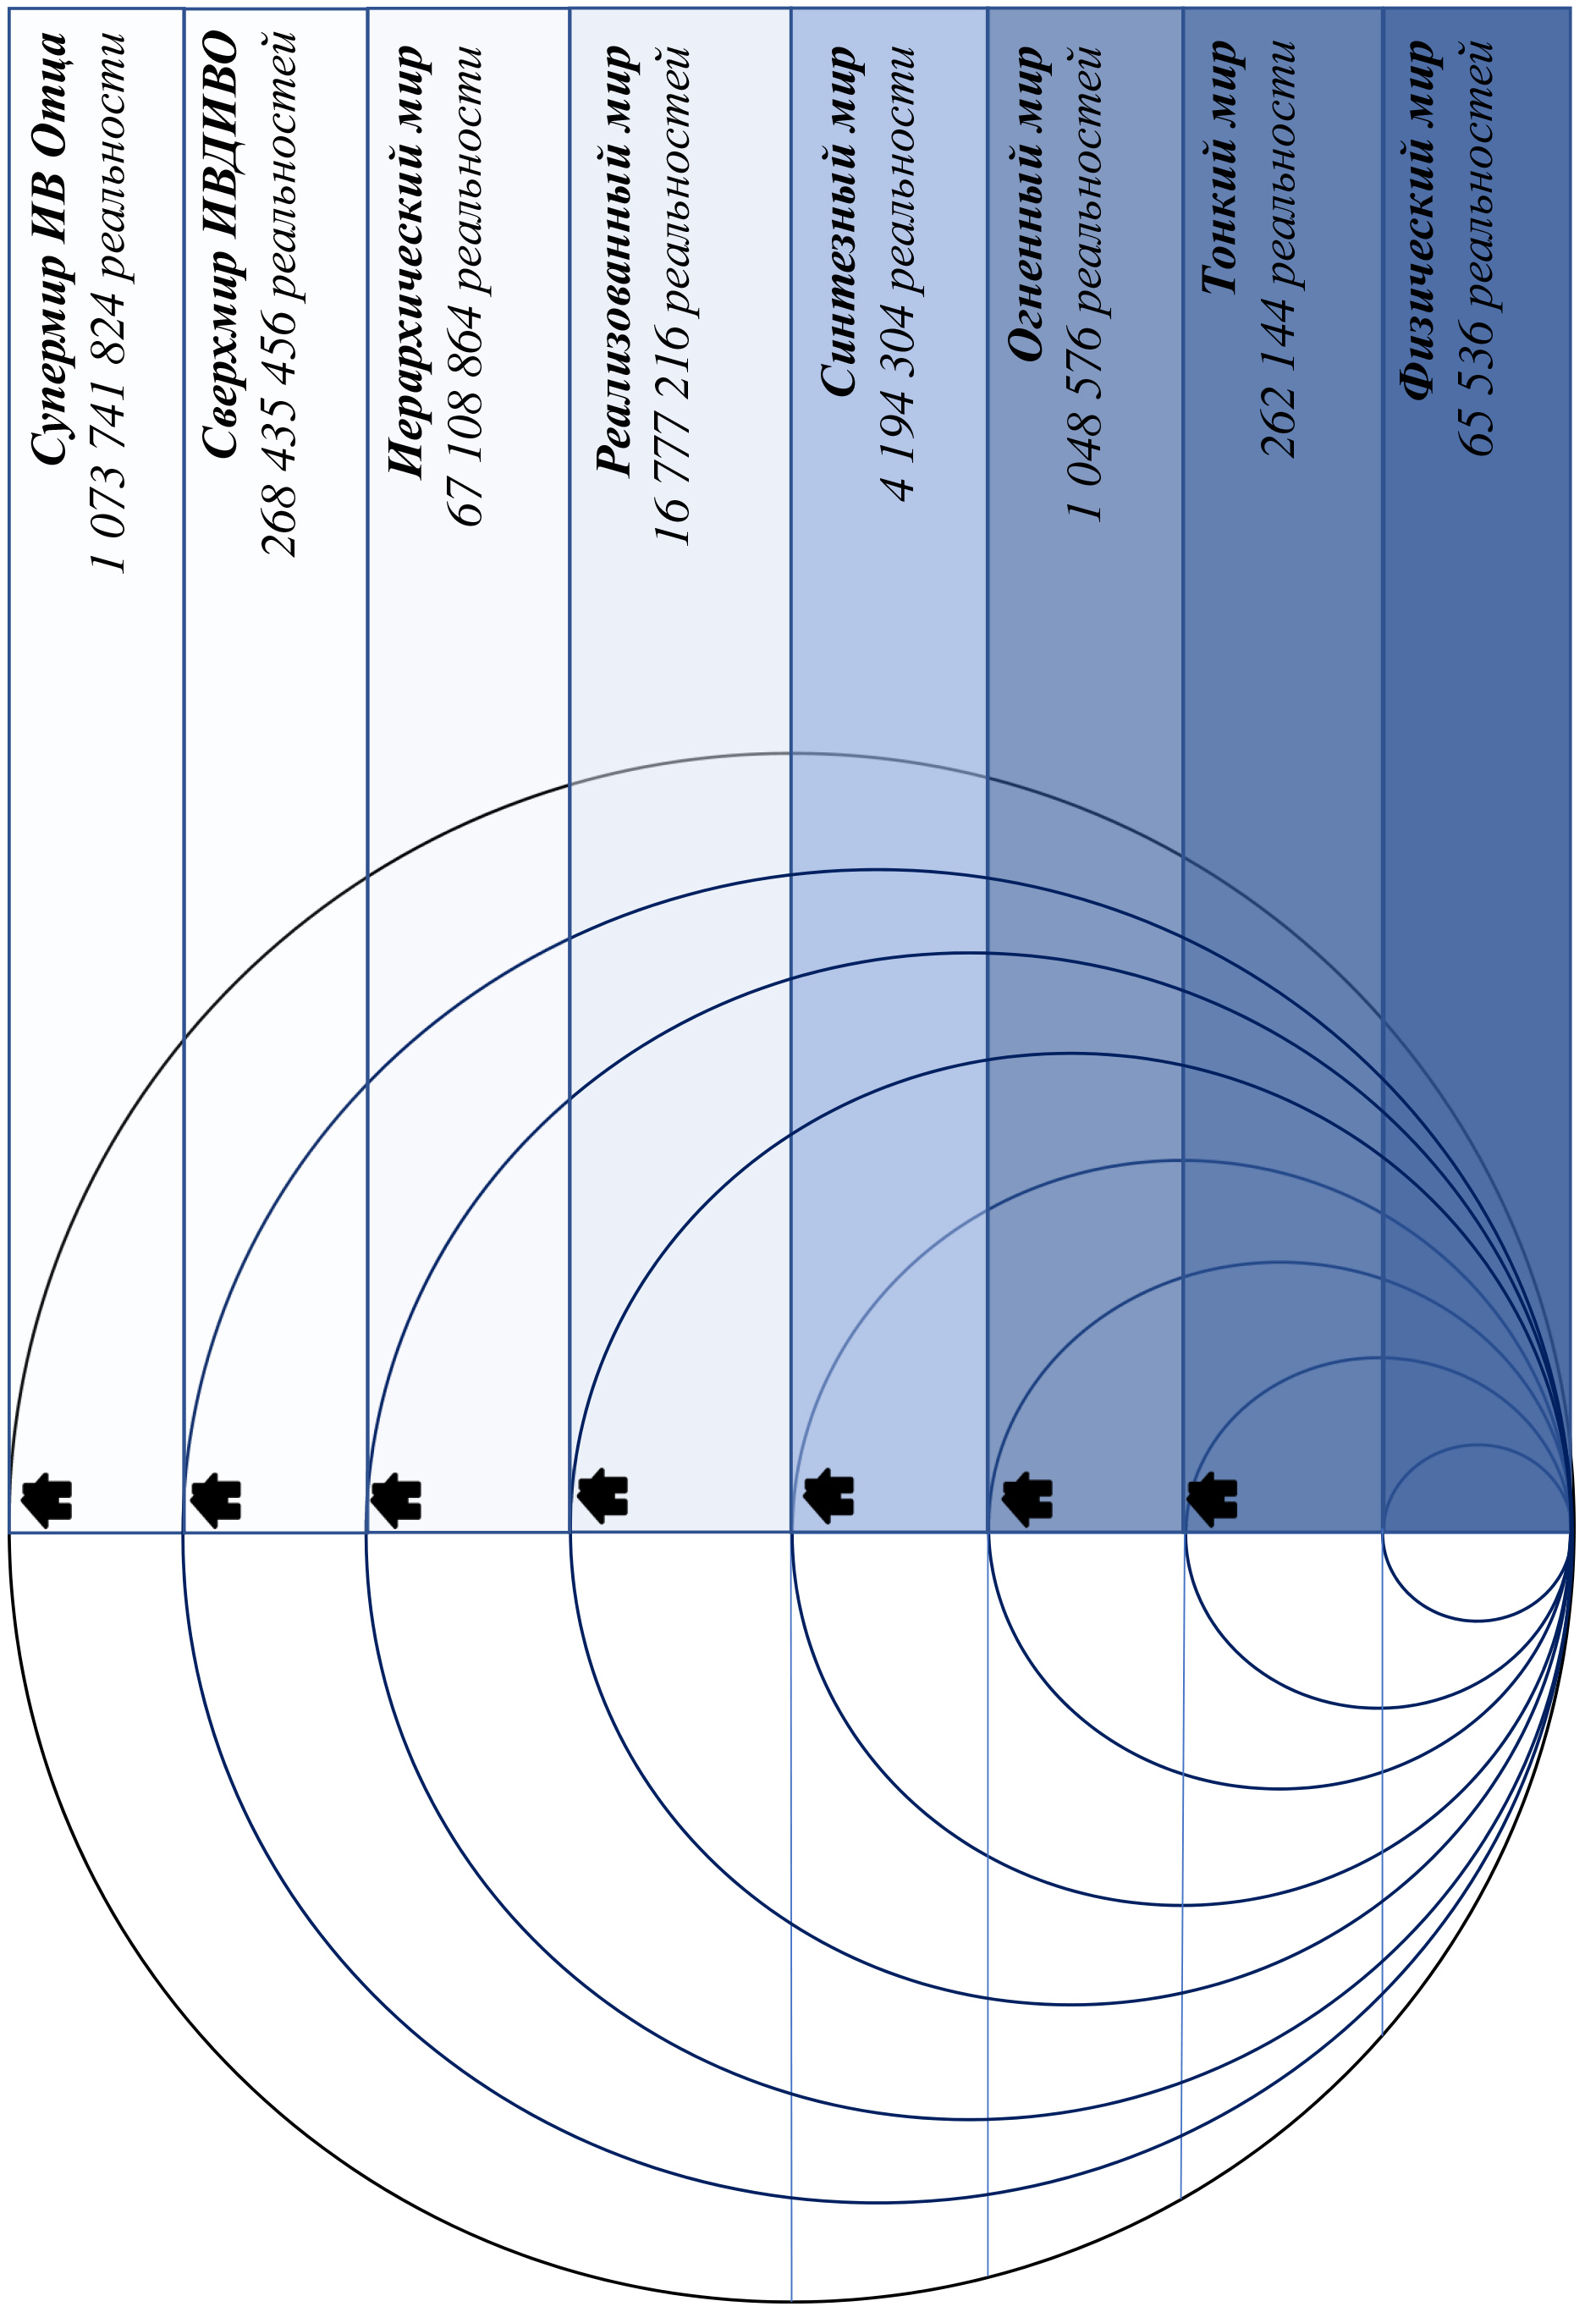 Супермир ИВ Отца
1 073 741 824 реальности
Сверхмир ИВДИВО
268 435 456 реальностей
Иерархический мир
67 108 864 реальности
Реализованный мир
16 777 216 реальностей
Синтезный мир
4 194 304 реальности
Огненный мир
1 048 576 реальностей
Тонкий мир
262 144 реальности
Физический мир
65 536 реальностей